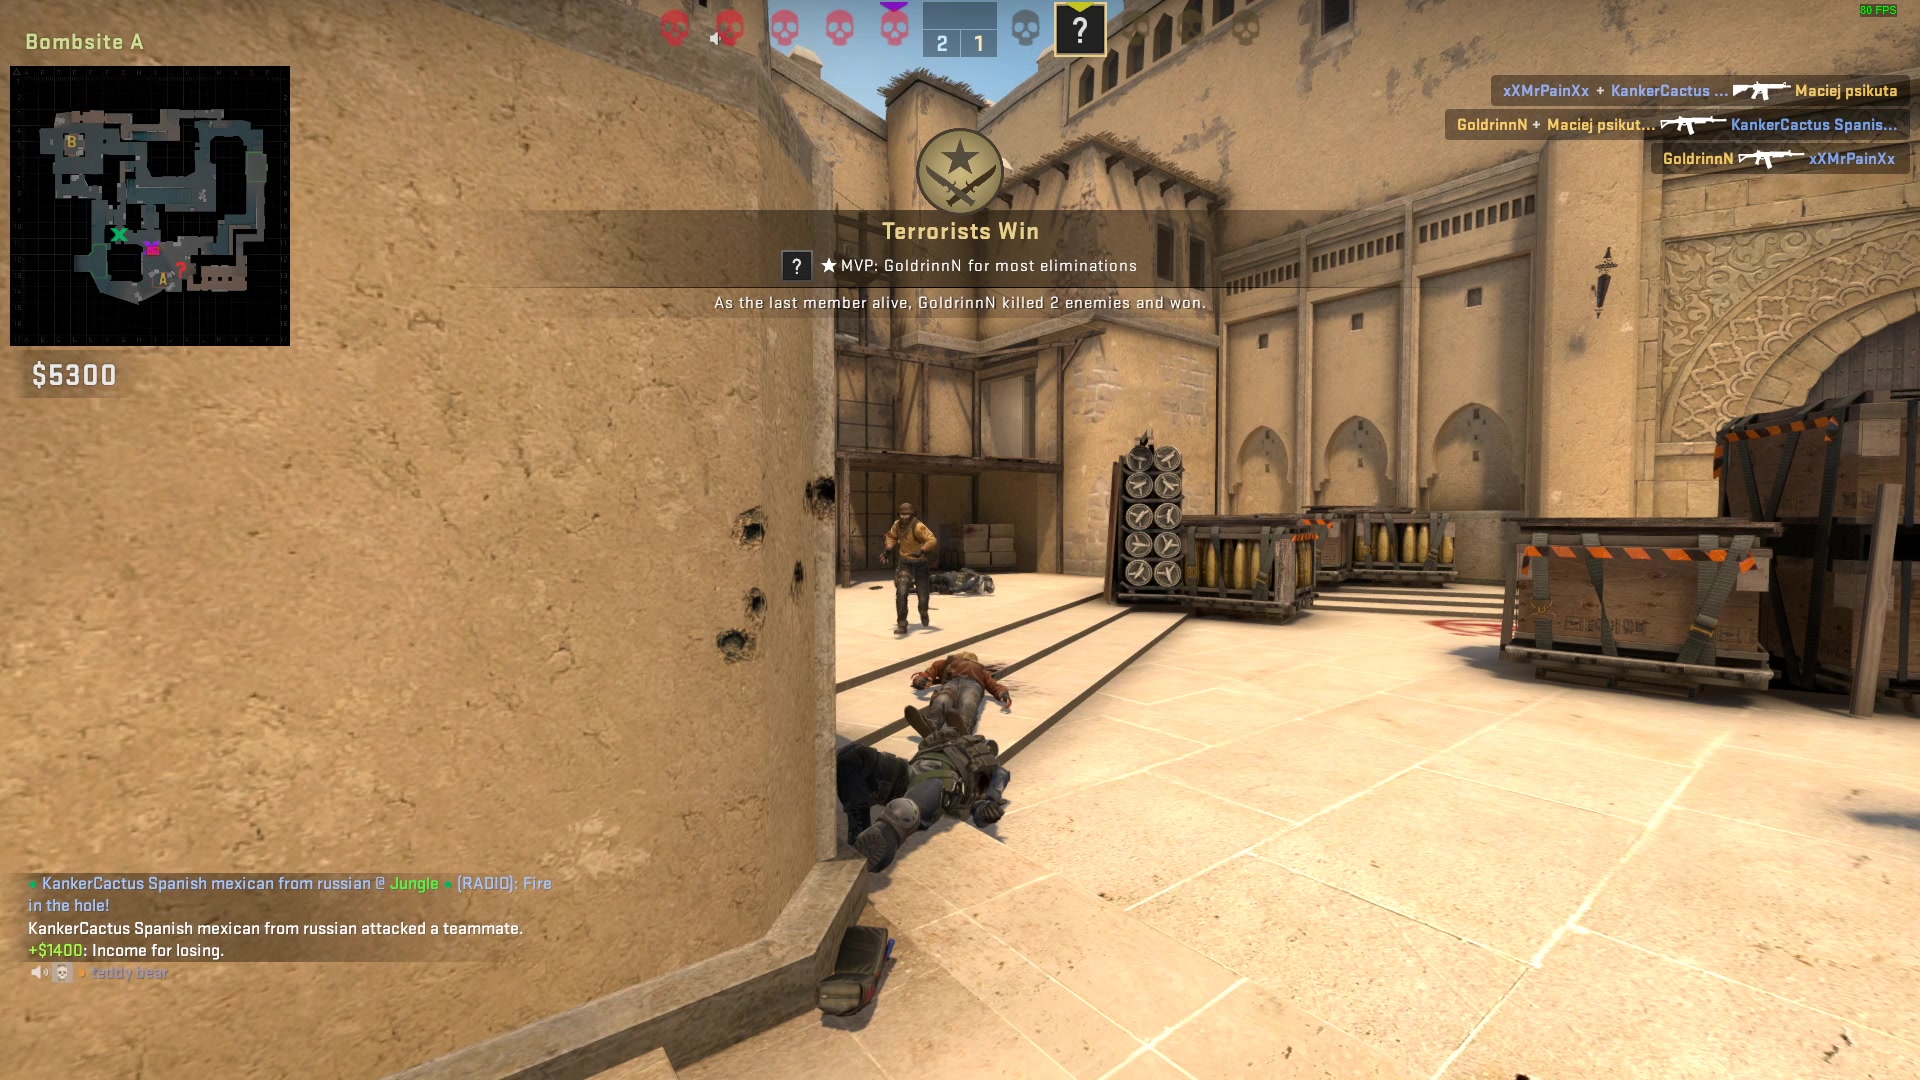 80 FPS
Bombsite A
2 1
?
xXMrPainXx + KankerCactus ... Maciej psikuta
GoldrinnN + Maciej psikut... KankerCactus Spanis...
GoldrinnN xXMrPainXx
B
A
?
$5300
Terrorists Win
? ★ MVP: GoldrinnN for most eliminations
As the last member alive, GoldrinnN killed 2 enemies and won.
KankerCactus Spanish mexican from russian @ Jungle (RADIO): Fire
in the hole!
KankerCactus Spanish mexican from russian attacked a teammate.
+$1400: Income for losing.
teddy bear